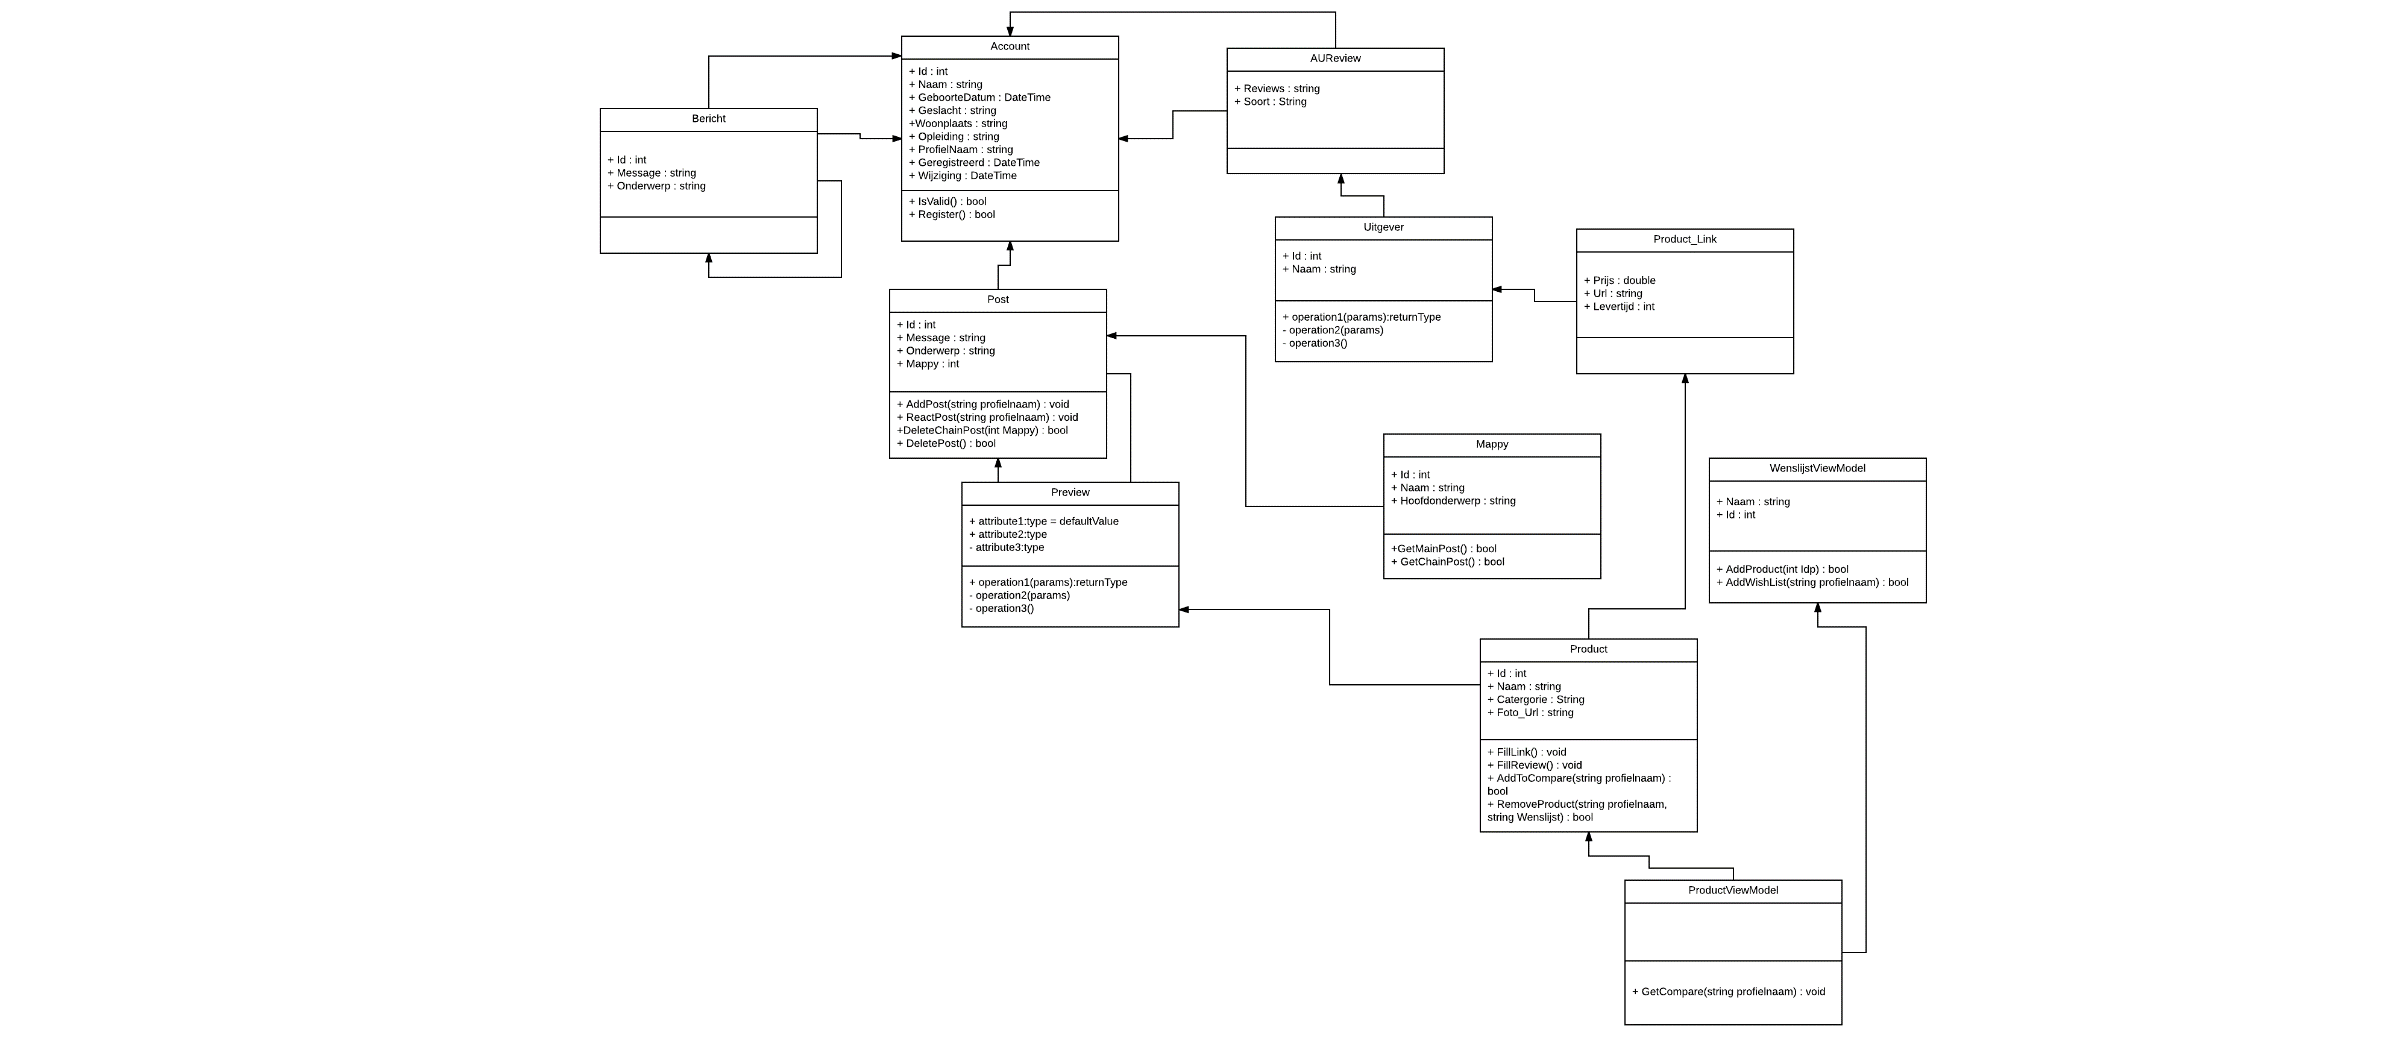 Account
+ Id : int
+ Naam : string
+ GeboorteDatum : DateTime
+ Geslacht : string
+Woonplaats : string
+ Opleiding : string
+ ProfielNaam : string
+ Geregistreerd : DateTime
+ Wijziging : DateTime
+ IsValid() : bool
+ Register() : bool
AUReview
+ Reviews : string
+ Soort : String
Bericht
+ Id : int
+ Message : string
+ Onderwerp : string
Uitgever
+ Id : int
+ Naam : string
+ operation1(params):returnType
- operation2(params)
- operation3()
Product_Link
+ Prijs : double
+ Url : string
+ Levertijd : int
Post
+ Id : int
+ Message : string
+ Onderwerp : string
+ Mappy : int
+ AddPost(string profielnaam) : void
+ ReactPost(string profielnaam) : void
+DeleteChainPost(int Mappy) : bool
+ DeletePost() : bool
Mappy
+ Id : int
+ Naam : string
+ Hoofdonderwerp : string
+GetMainPost() : bool
+ GetChainPost() : bool
WenslijstViewModel
+ Naam : string
+ Id : int
+ AddProduct(int Idp) : bool
+ AddWishList(string profielnaam) : bool
Preview
+ attribute1:type = defaultValue
+ attribute2:type
- attribute3:type
+ operation1(params):returnType
- operation2(params)
- operation3()
Product
+ Id : int
+ Naam : string
+ Catergorie : String
+ Foto_Url : string
+ FillLink() : void
+ FillReview() : void
+ AddToCompare(string profielnaam) :
bool
+ RemoveProduct(string profielnaam,
string Wenslijst) : bool
ProductViewModel
+ GetCompare(string profielnaam) : void